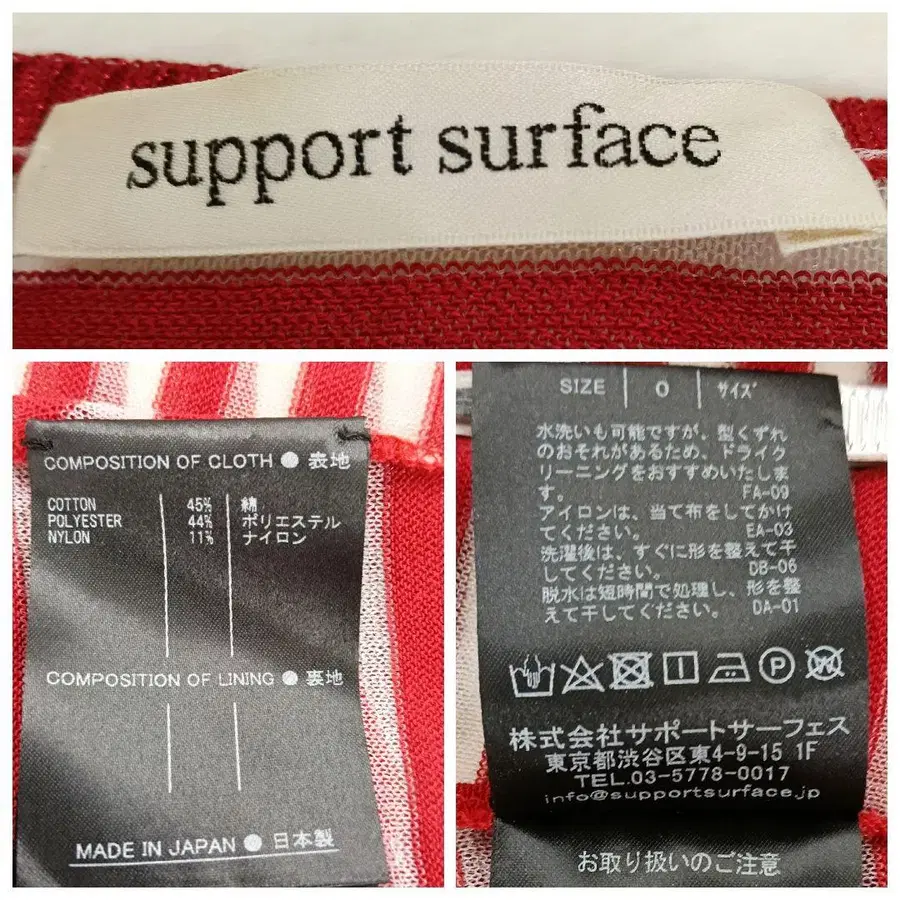 support surface
COMPOSITION OF CLOTH ● 表地
COTTON 45% 綿
POLYESTER 44% ポリエステル
NYLON 11% ナイロン
COMPOSITION OF LINING ● 裏地
MADE IN JAPAN ● 日本製
SIZE 0 サイズ
水洗いも可能ですが、型くずれ
のおそれがあるため、ドライク
リーニングをおすすめいたしま
す。 FA-09
アイロンは、当て布をしてかけ
てください。 EA-03
洗濯後は、すぐに形を整えて干
してください。 DB-06
脱水は短時間で処理し、形を整
えて干してください。 DA-01
株式会社サポートサーフェス
東京都渋谷区東4-9-15 1F
TEL.03-5778-0017
info@supportsurface.jp
お取り扱いのご注意